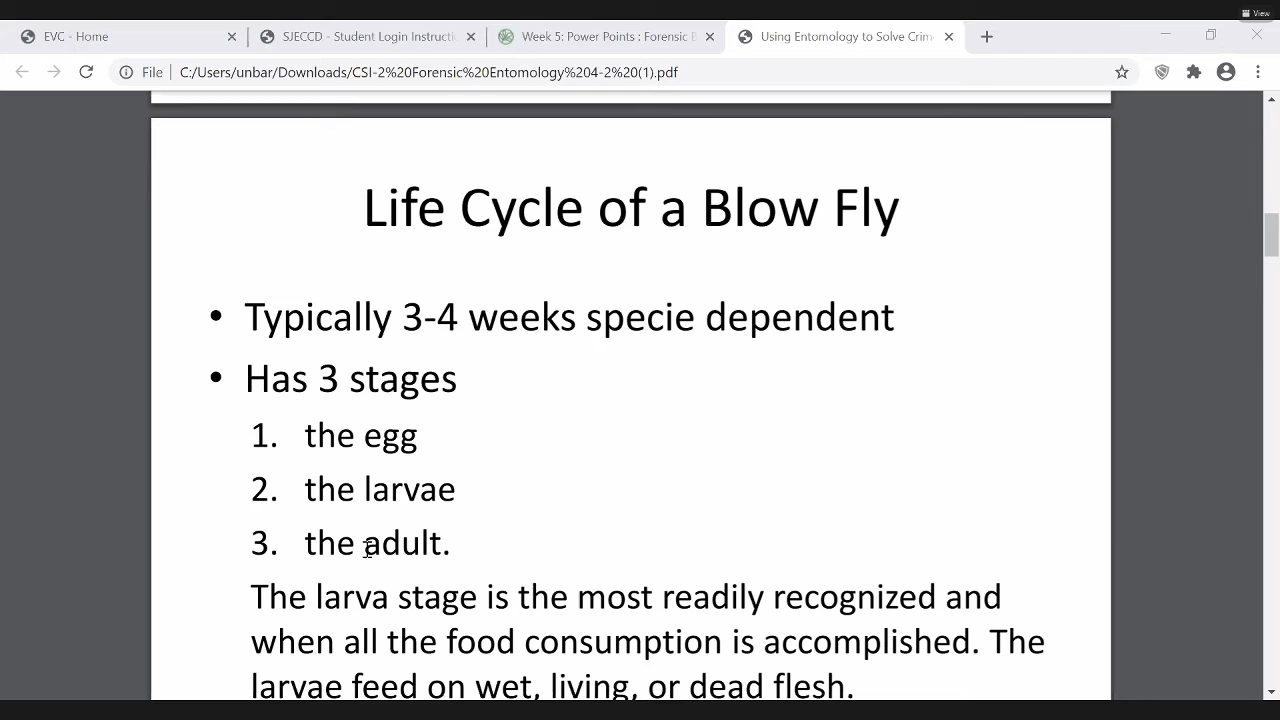 View
EVC - Home
SJECCD - Student Login Instructi
Week 5: Power Points : Forensic E
Using Entomology to Solve Crim
File
C:/Users/unbar/Downloads/CSI-2%20Forensic%20Entomology%204-2%20(1).pdf
Life Cycle of a Blow Fly
• Typically 3-4 weeks specie dependent
• Has 3 stages
1. the egg
2. the larvae
3. the adult.
The larva stage is the most readily recognized and
when all the food consumption is accomplished. The
larvae feed on wet, living, or dead flesh.